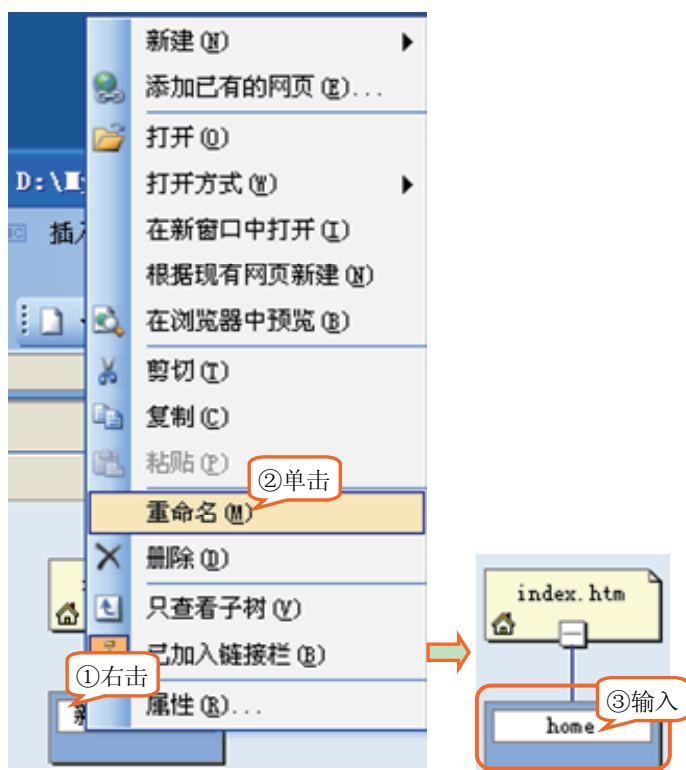 新建(N)
添加已有的网页(E)...
打开(O)
D:\My
打开方式(W)
插入
在新窗口中打开(I)
根据现有网页新建(N)
在浏览器中预览(B)
剪切(T)
复制(C)
粘贴(P)
②单击
重命名(M)
删除(D)
只查看子树(V)
已加入链接栏(B)
①右击
属性(R)...
新
index.htm
③输入
home